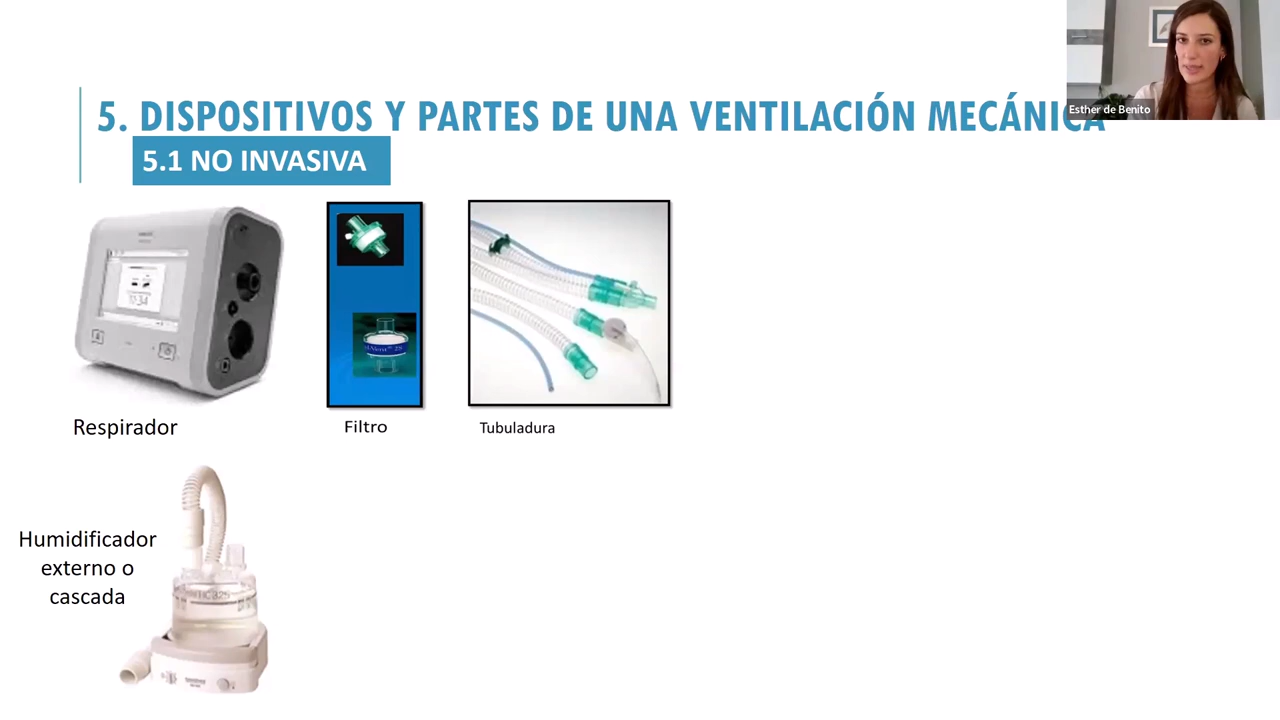 Esther de Benito
5. DISPOSITIVOS Y PARTES DE UNA VENTILACIÓN MECÁNICA
5.1 NO INVASIVA
Respirador
Filtro
Tubuladura
Humidificador
externo o
cascada